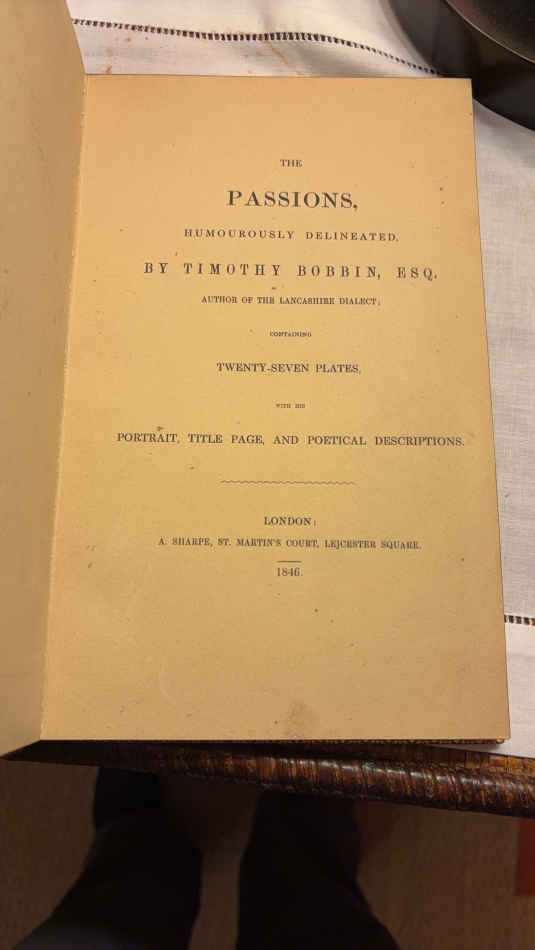 THE
PASSIONS,
HUMOUROUSLY DELINEATED,
BY TIMOTHY BOBBIN, ESQ.
AUTHOR OF THE LANCASHIRE DIALECT;
CONTAINING
TWENTY-SEVEN PLATES,
WITH HIS
PORTRAIT, TITLE PAGE, AND POETICAL DESCRIPTIONS.
LONDON:
A. SHARPE, ST. MARTIN'S COURT, LEICESTER SQUARE.
1846.